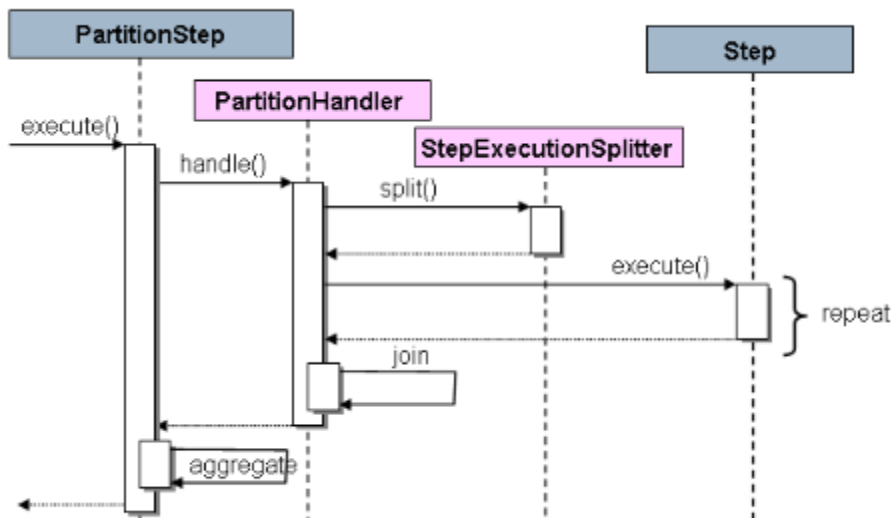 PartitionStep
Step
PartitionHandler
execute()
StepExecutionSplitter
handle()
split()
execute()
repeat
join
aggregate